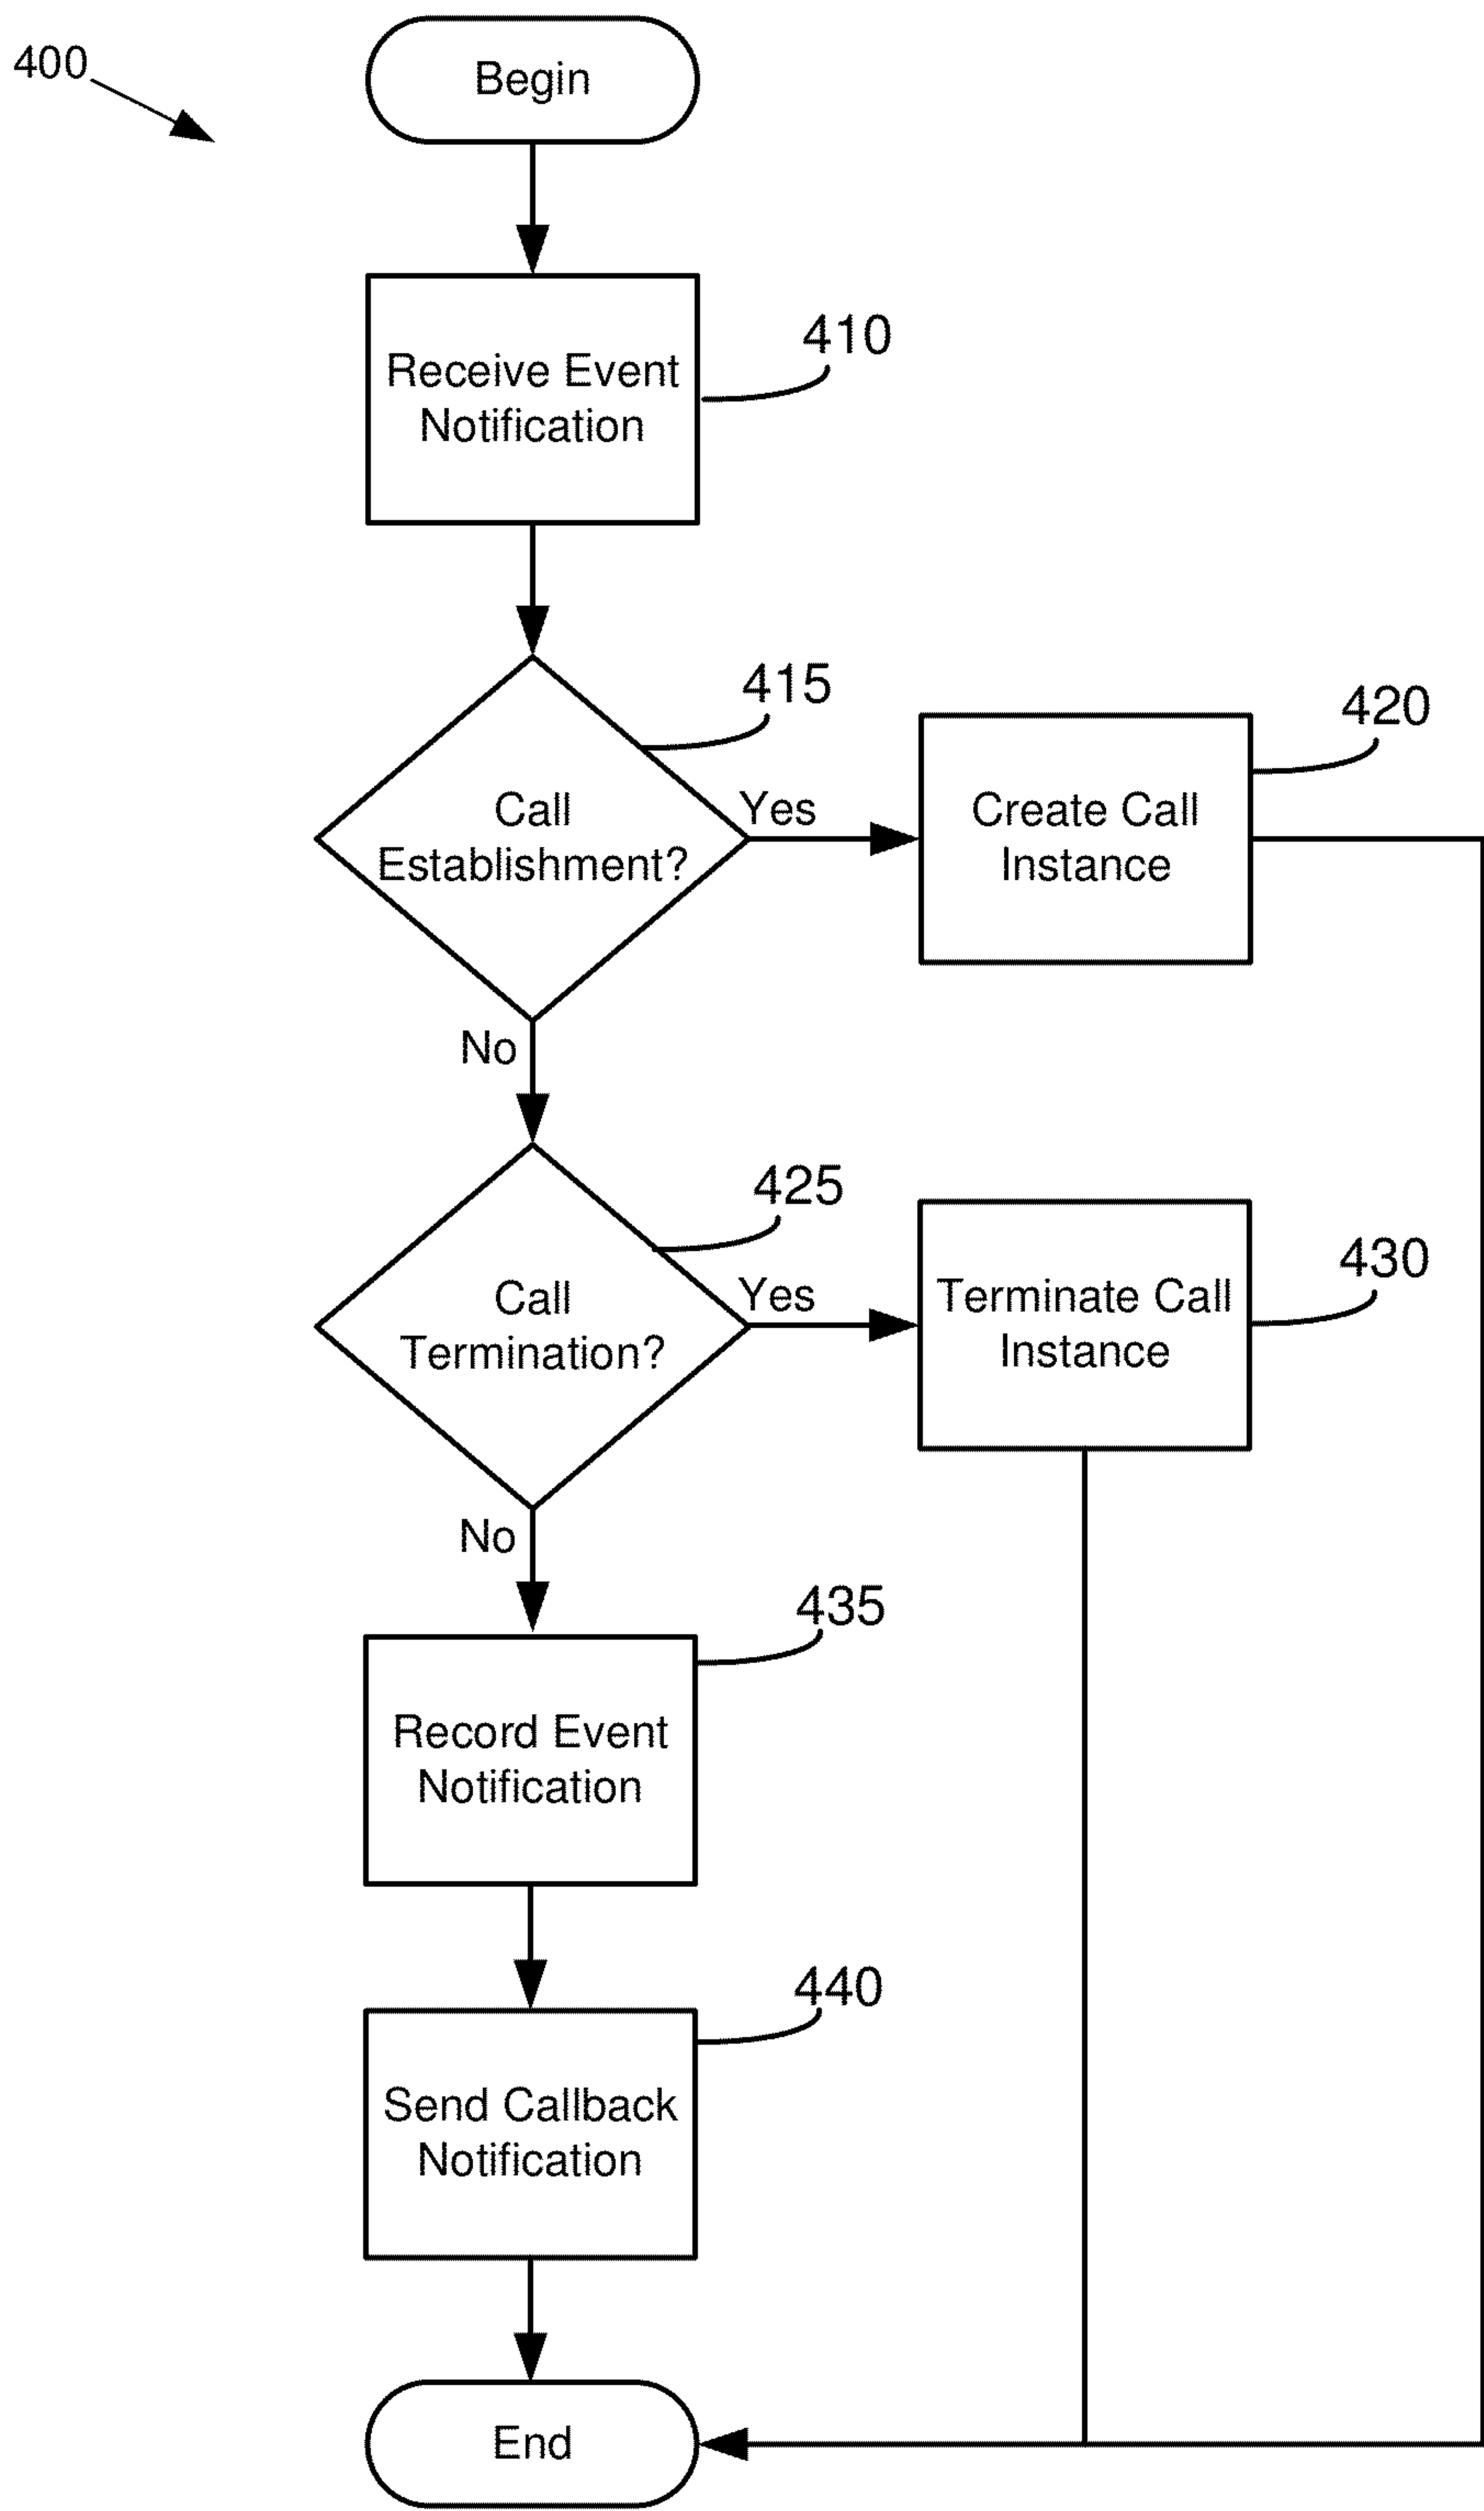 400
Begin
410
Receive Event
Notification
415
Call
Establishment?
Yes
420
Create Call
Instance
No
425
Call
Termination?
Yes
430
Terminate Call
Instance
No
435
Record Event
Notification
440
Send Callback
Notification
End